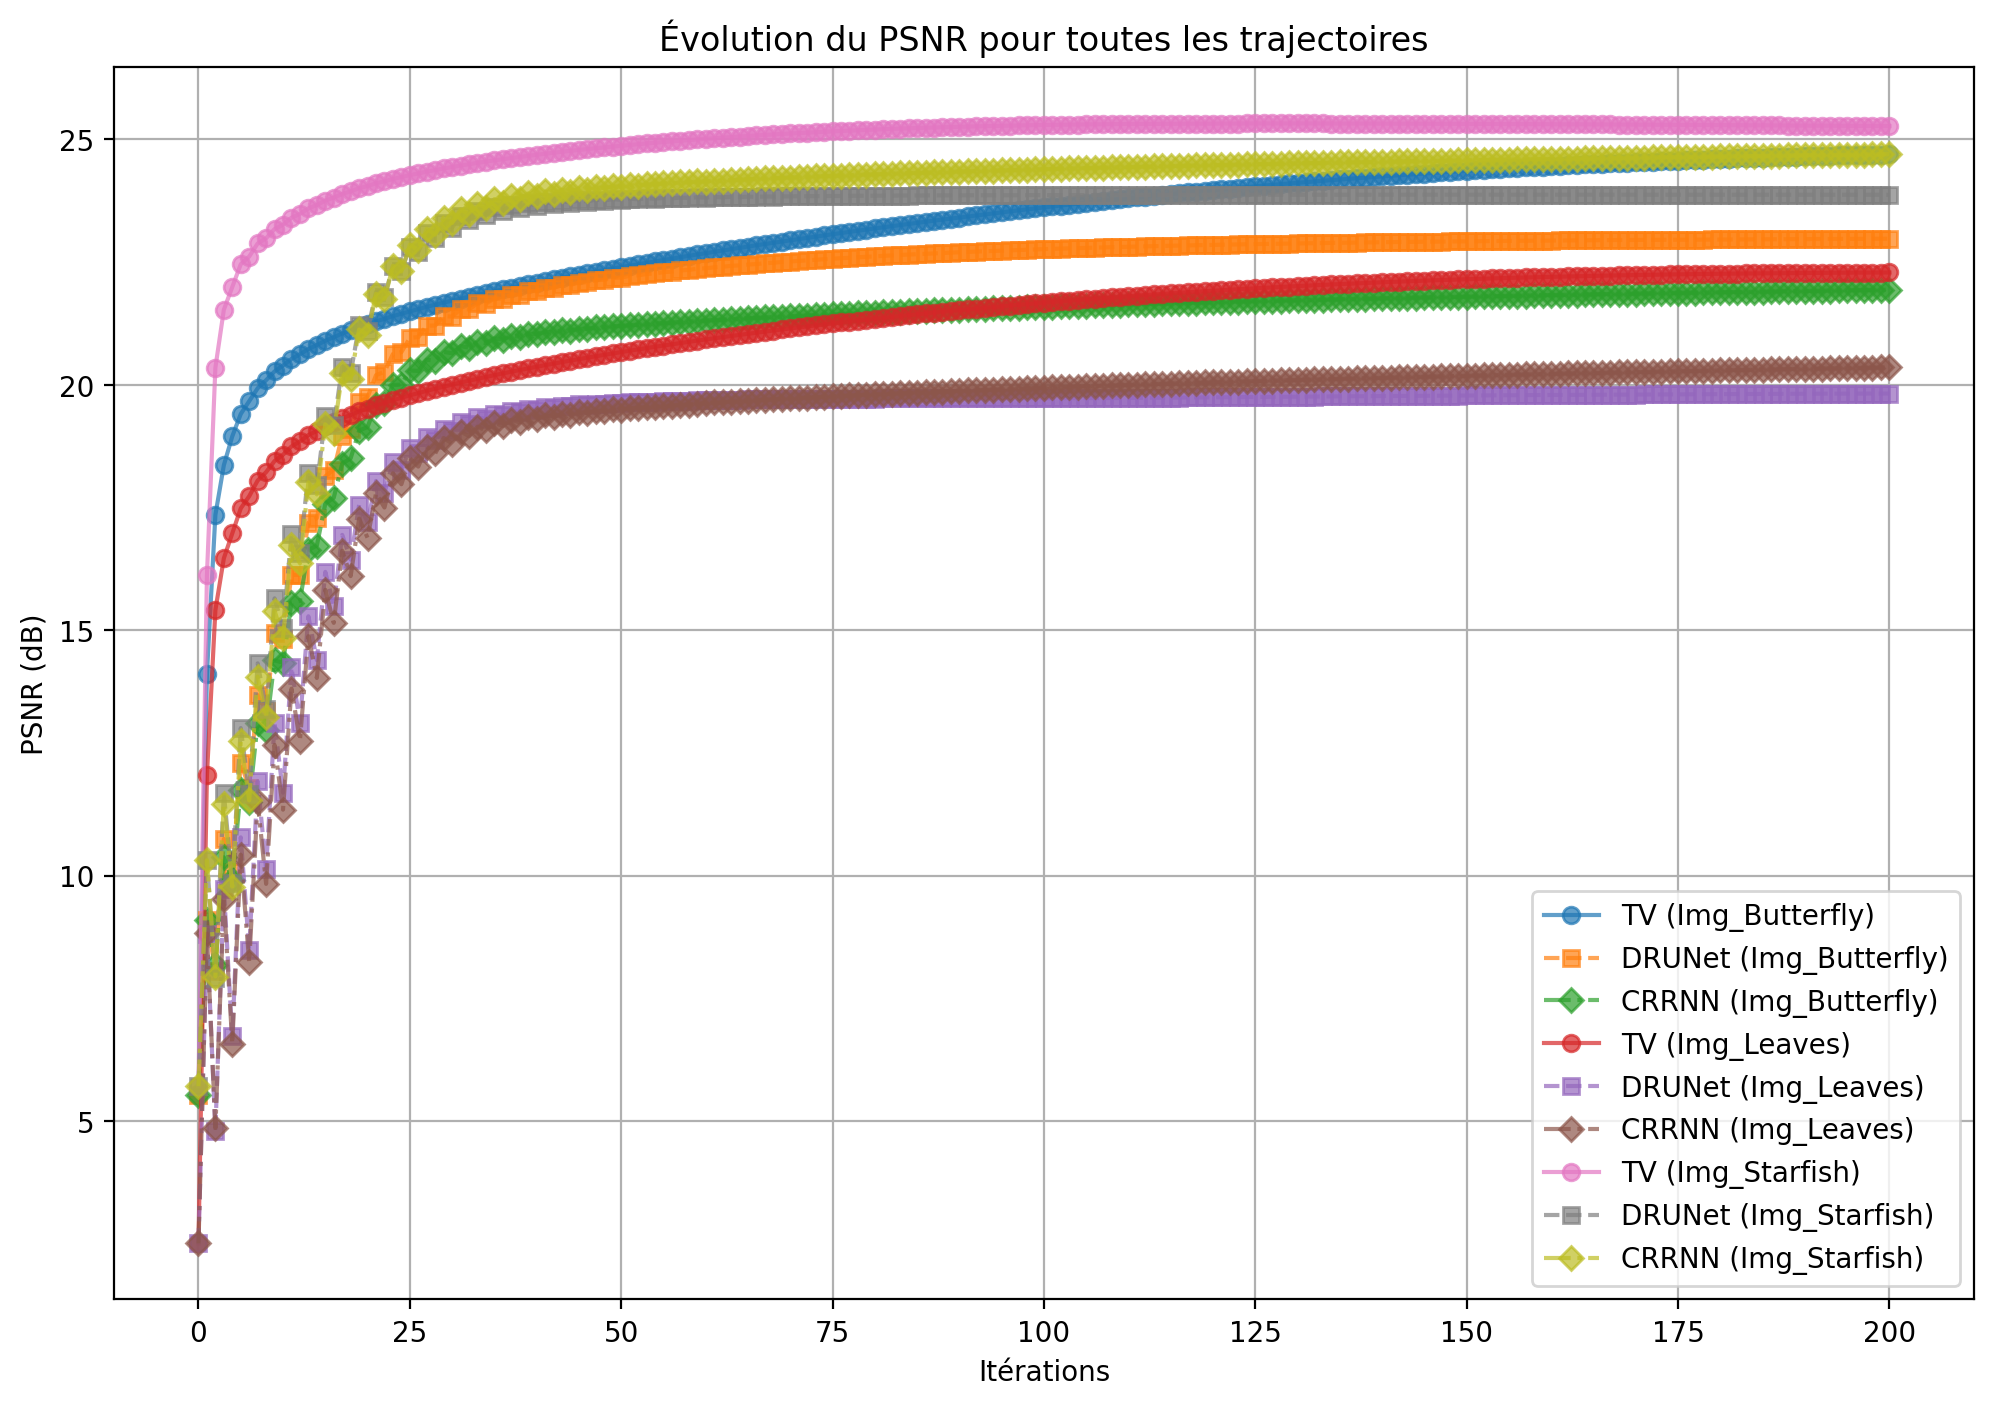 Évolution du PSNR pour toutes les trajectoires
PSNR (dB)
25
20
15
10
5
0
25
50
75
100
125
150
175
200
Itérations
TV (Img_Butterfly)
DRUNet (Img_Butterfly)
CRRNN (Img_Butterfly)
TV (Img_Leaves)
DRUNet (Img_Leaves)
CRRNN (Img_Leaves)
TV (Img_Starfish)
DRUNet (Img_Starfish)
CRRNN (Img_Starfish)